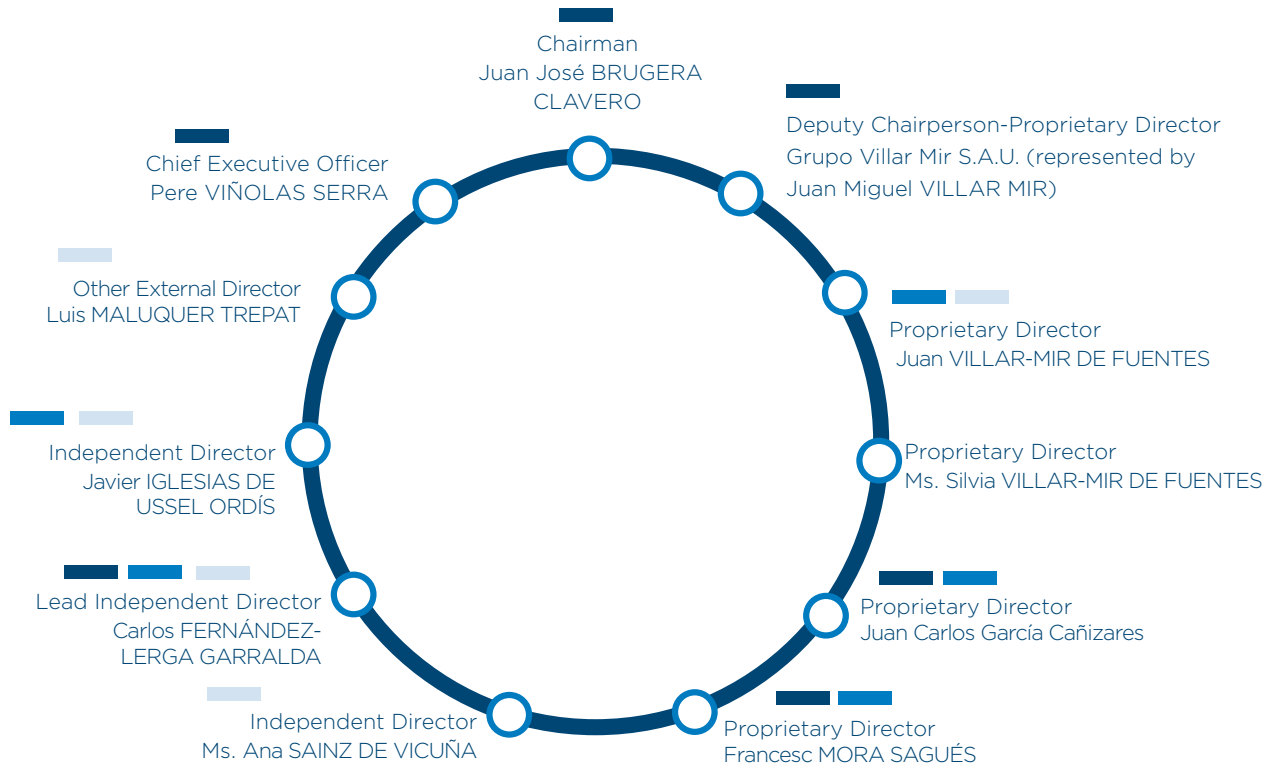 Chairman
Juan José BRUGERA
CLAVERO
Deputy Chairperson-Proprietary Director
Grupo Villar Mir S.A.U. (represented by
Juan Miguel VILLAR MIR)
Chief Executive Officer
Pere VIÑOLAS SERRA
Other External Director
Luis MALUQUER TREPAT
Proprietary Director
Juan VILLAR-MIR DE FUENTES
Independent Director
Javier IGLESIAS DE
USSEL ORDÍS
Proprietary Director
Ms. Silvia VILLAR-MIR DE FUENTES
Lead Independent Director
Carlos FERNÁNDEZ-
LERGA GARRALDA
Proprietary Director
Juan Carlos García Cañizares
Independent Director
Ms. Ana SAINZ DE VICUÑA
Proprietary Director
Francesc MORA SAGUÉS